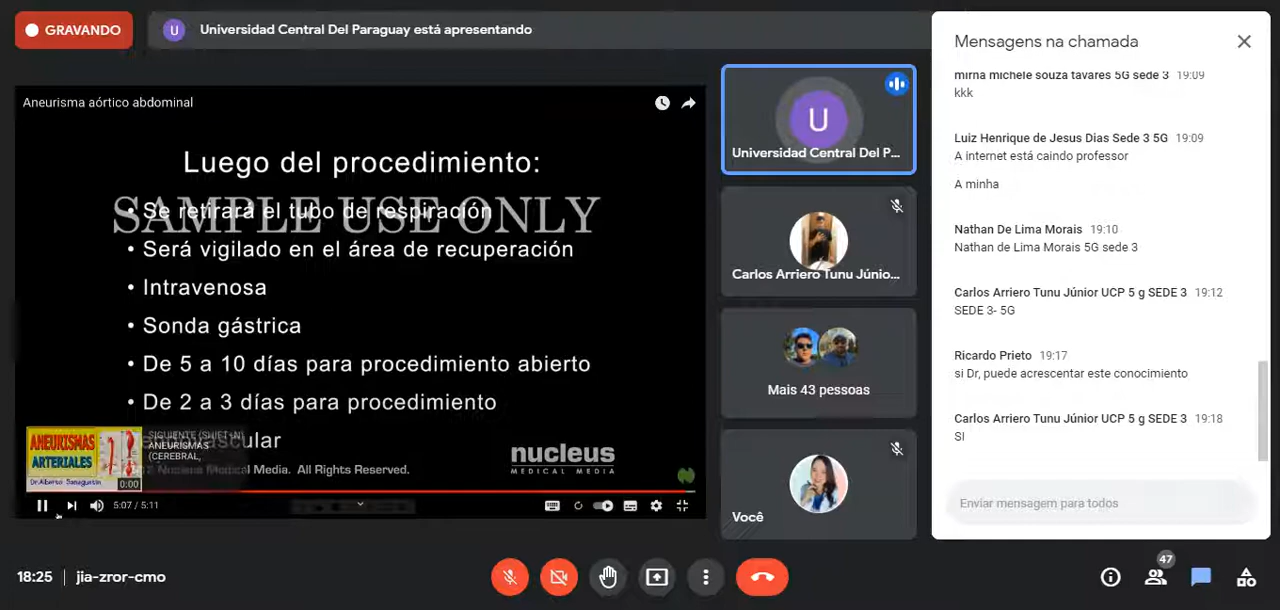 GRAVANDO
U Universidad Central Del Paraguay está apresentando
Aneurisma aórtico abdominal
Luego del procedimiento:
SAMPLE USE ONLY
• Se retirará el tubo de respiración
• Será vigilado en el área de recuperación
• Intravenosa
• Sonda gástrica
• De 5 a 10 días para procedimiento abierto
• De 2 a 3 días para procedimiento
ANEURISMAS
ARTERIALES
Dr. Alberto Sanagustín
0:00
SIGUIENTE (SHIFT+N)
ANEURISMAS
(CEREBRAL,
Nucleus Medical Media. All Rights Reserved.
nucleus
MEDICAL MEDIA
5:07 / 5:11
U
Universidad Central Del P...
Carlos Arriero Tunu Júnio...
Mais 43 pessoas
Você
Mensagens na chamada
mirna michele souza tavares 5G sede 3 19:09
kkk
Luiz Henrique de Jesus Dias Sede 3 5G 19:09
A internet está caindo professor
A minha
Nathan De Lima Morais 19:10
Nathan de Lima Morais 5G sede 3
Carlos Arriero Tunu Júnior UCP 5 g SEDE 3 19:12
SEDE 3- 5G
Ricardo Prieto 19:17
si Dr, puede acrescentar este conocimiento
Carlos Arriero Tunu Júnior UCP 5 g SEDE 3 19:18
SI
Enviar mensagem para todos
18:25 | jia-zror-cmo
47